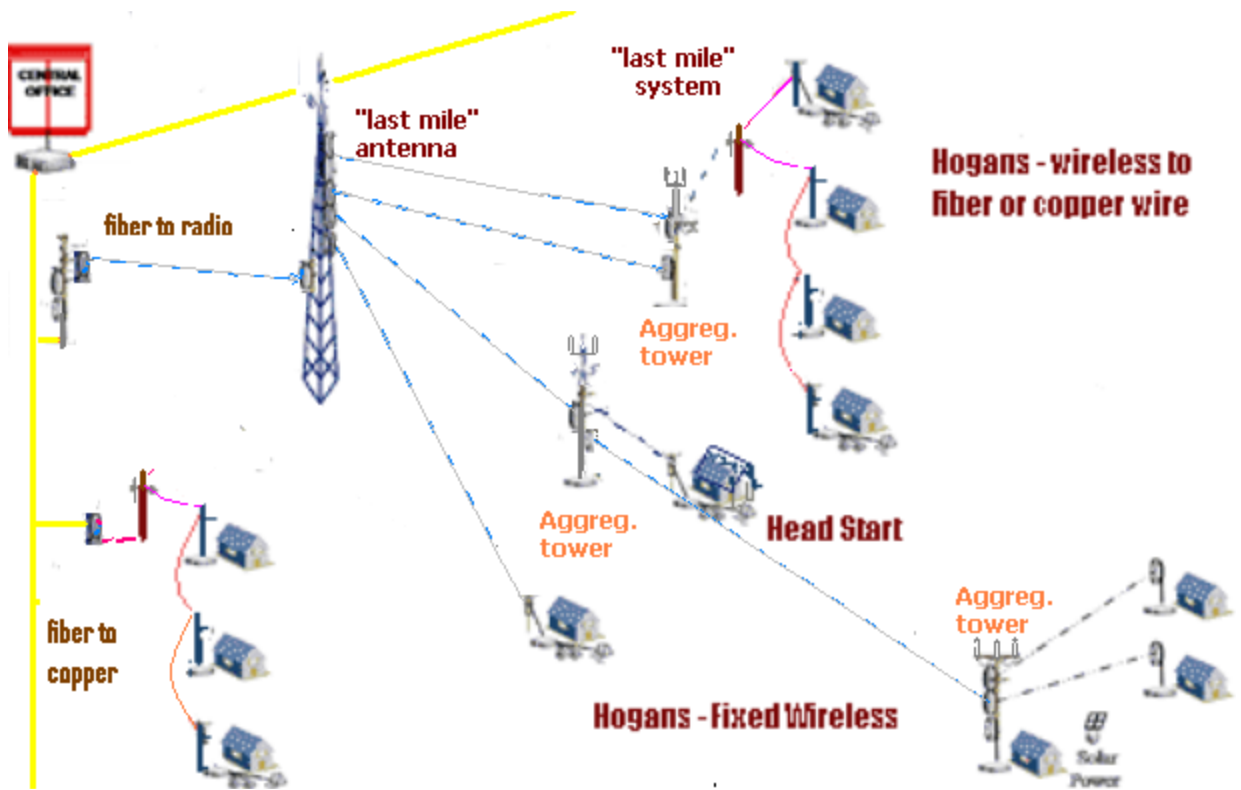 CENTRAL
OFFICE
"last mile"
antenna
"last mile"
system
Hogans - wireless to
fiber or copper wire
fiber to radio
Aggreg.
tower
Aggreg.
tower
Head Start
fiber to
copper
Aggreg.
tower
Hogans - Fixed Wireless
Solar
Power